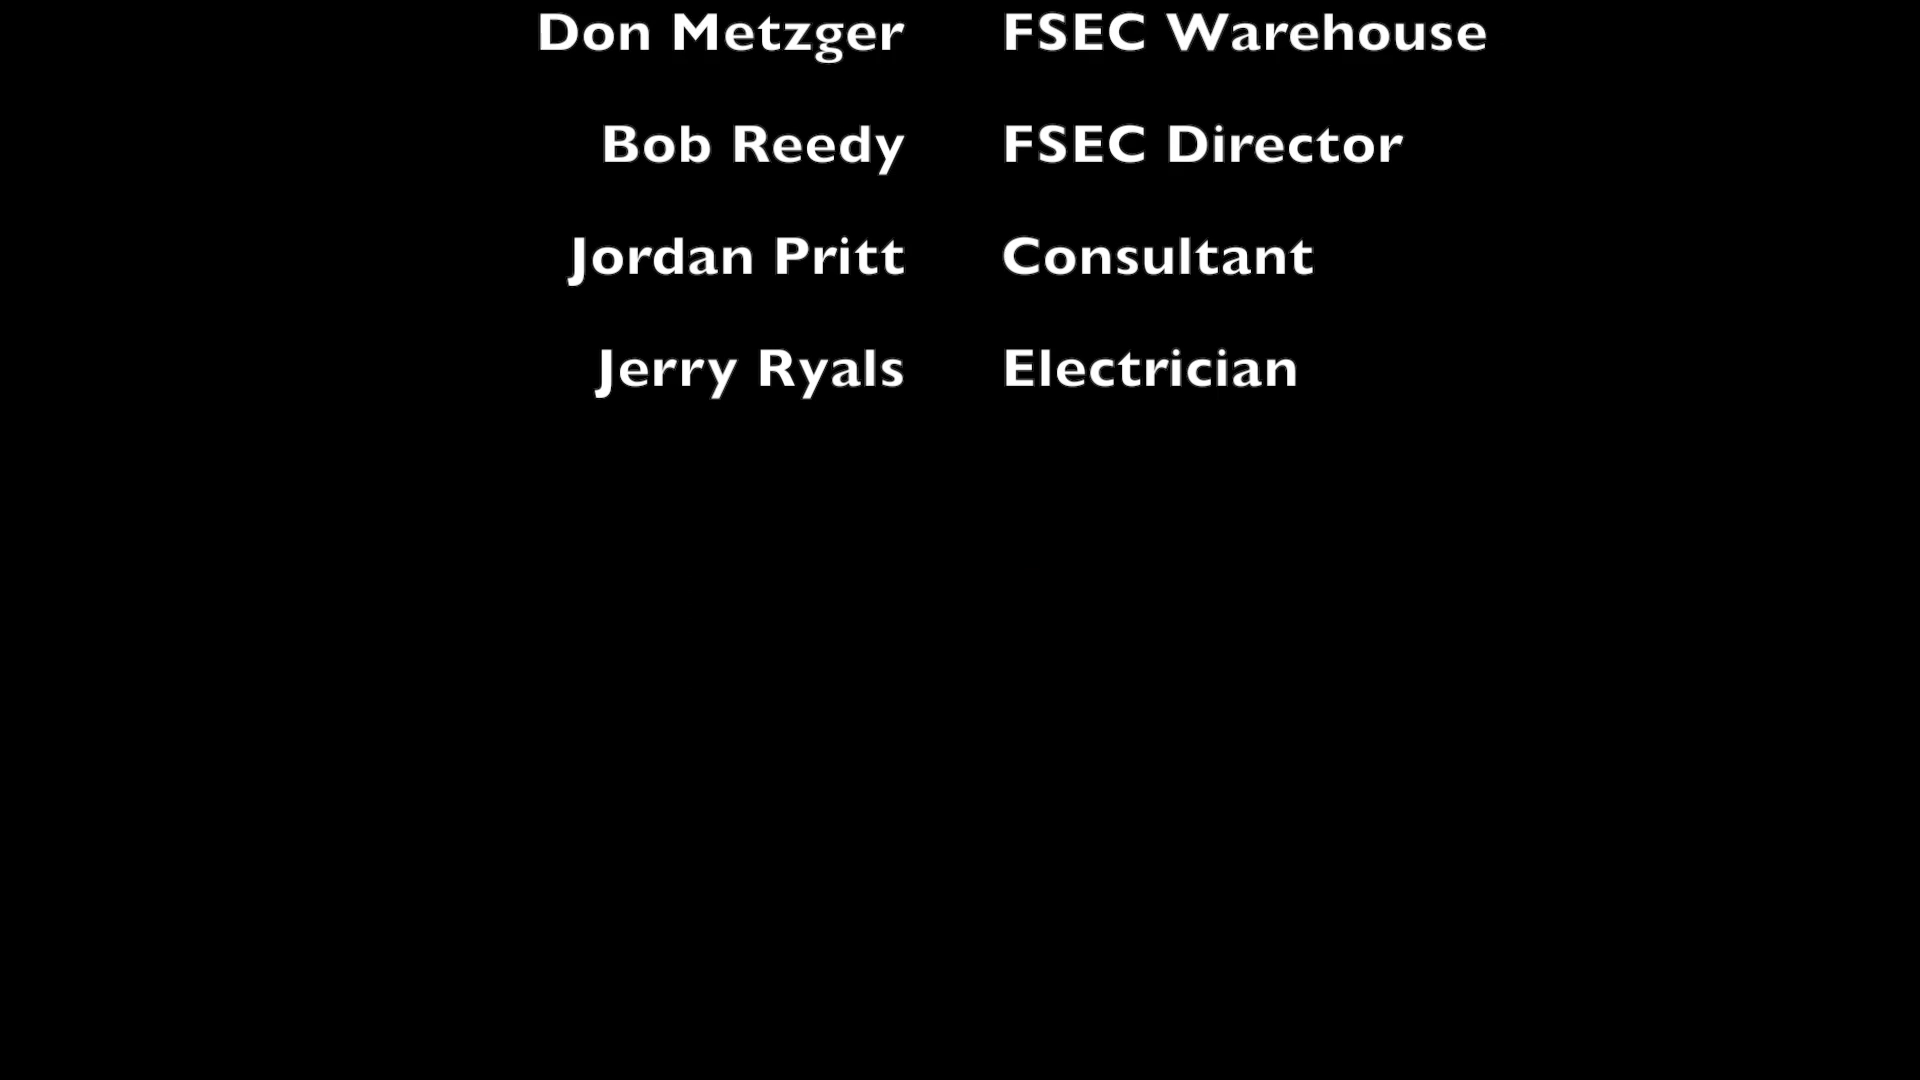 Don Metzger FSEC Warehouse
Bob Reedy FSEC Director
Jordan Pritt Consultant
Jerry Ryals Electrician